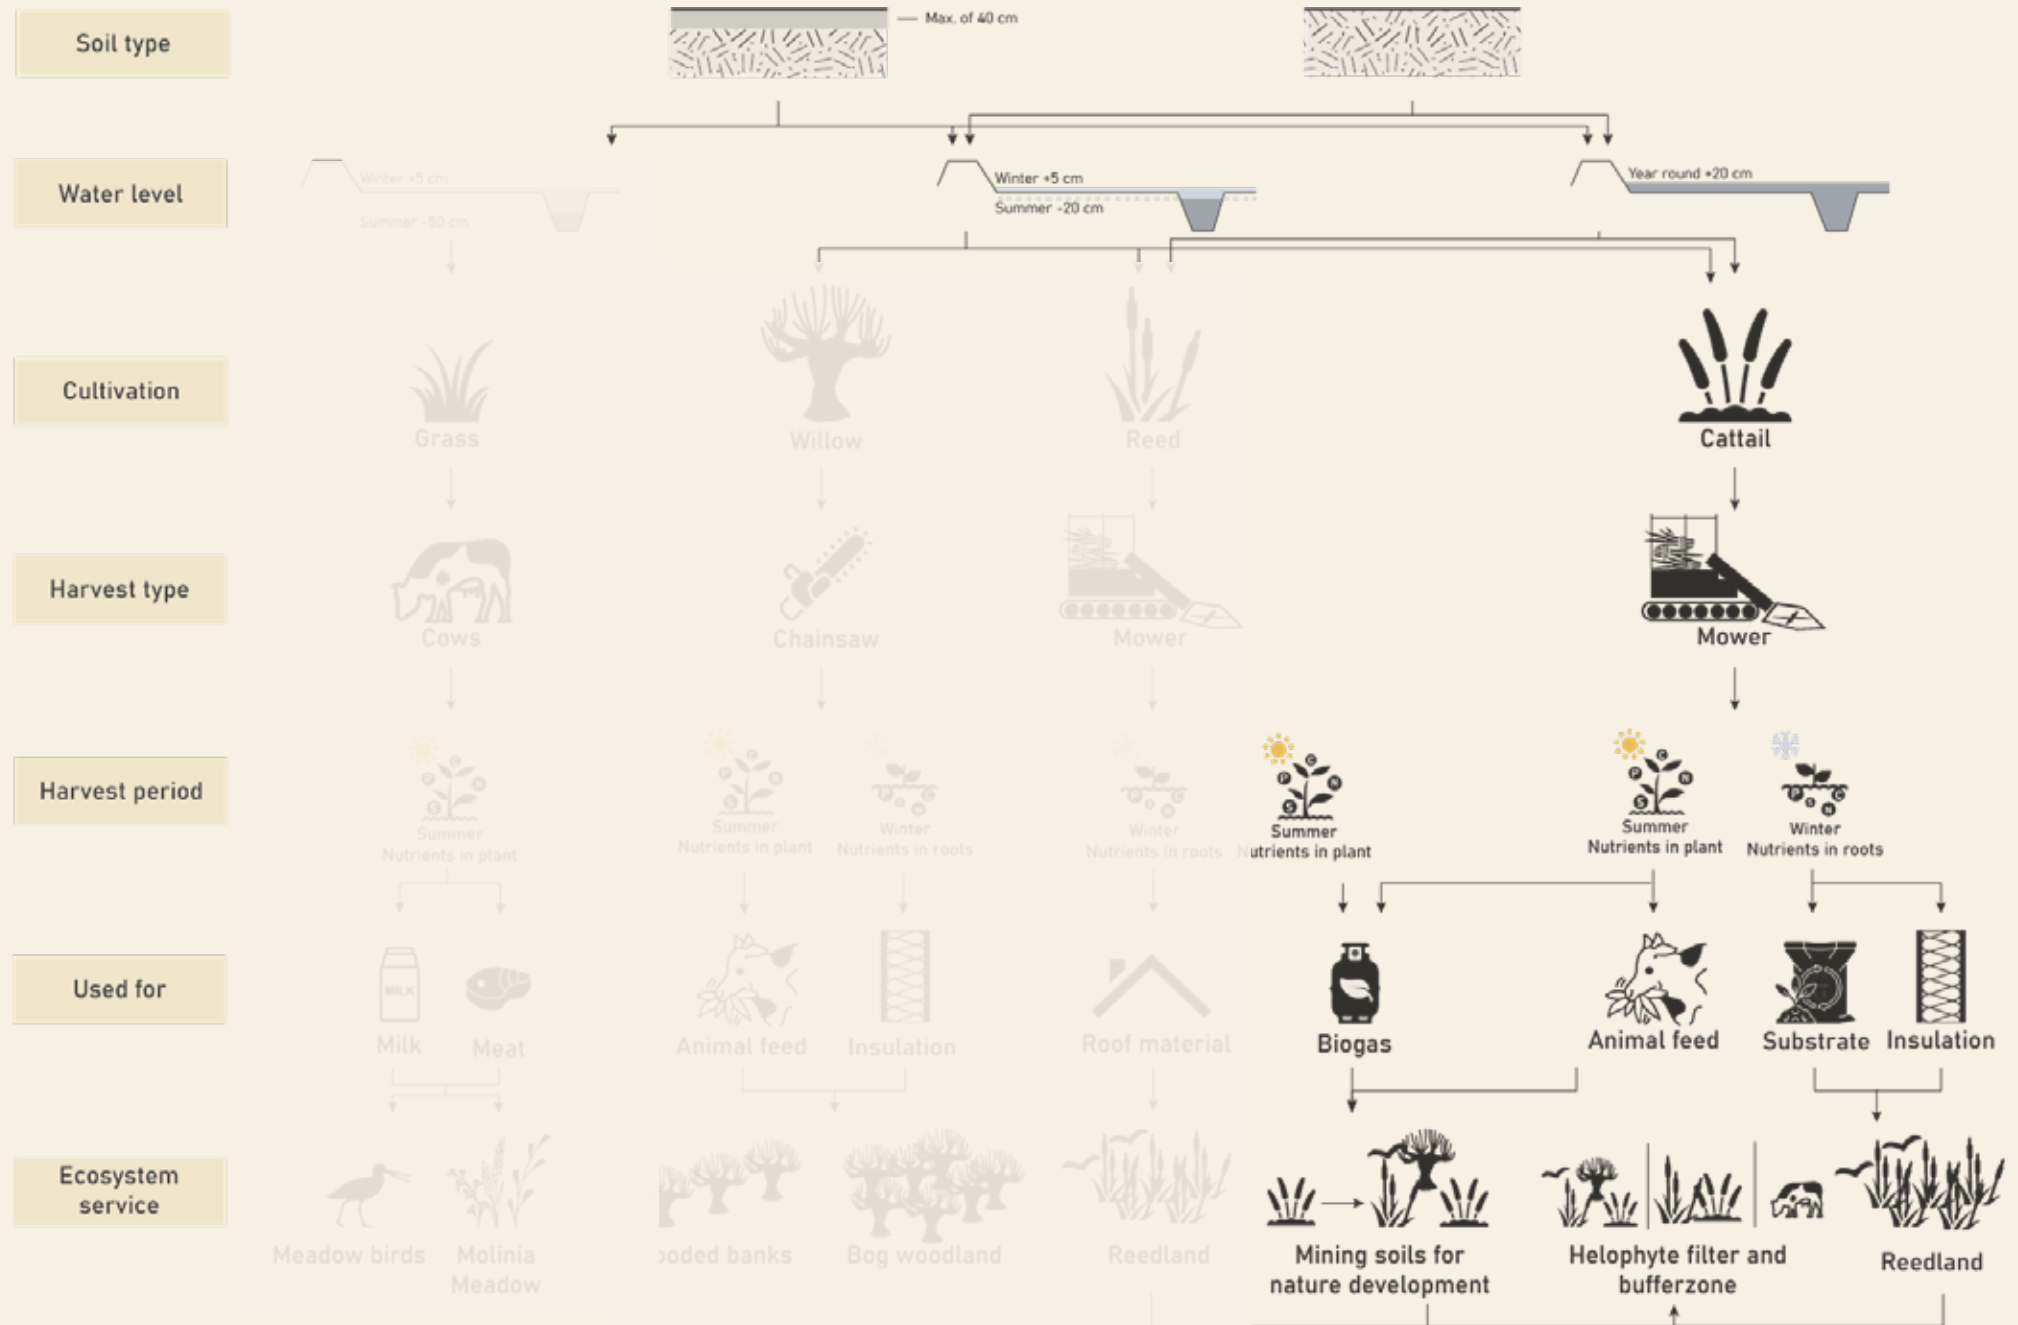 Soil type
Max. of 40 cm
Water level
Winter +5 cm
Summer -50 cm
Winter +5 cm
Summer -20 cm
Year round +20 cm
Cultivation
Grass
Willow
Reed
Cattail
Harvest type
Cows
Chainsaw
Mower
Mower
Harvest period
P C N S
Summer
Nutrients in plant
P C N S
Summer
Nutrients in plant
P S N C
Winter
Nutrients in roots
P S N C
Winter
Nutrients in roots
P C N S
Summer
Nutrients in plant
P C N S
Summer
Nutrients in plant
P S N C
Winter
Nutrients in roots
Used for
MILK
Milk
Meat
Animal feed
Insulation
Roof material
Biogas
Animal feed
Substrate
Insulation
Ecosystem
service
Meadow birds
Molinia
Meadow
ooded banks
Bog woodland
Reedland
Mining soils for
nature development
Helophyte filter and
bufferzone
Reedland